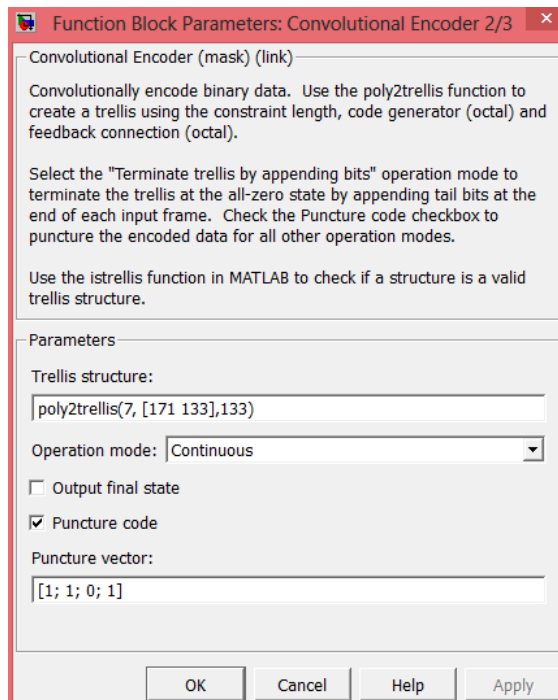 Function Block Parameters: Convolutional Encoder 2/3
Convolutional Encoder (mask) (link)
Convolutionally encode binary data.  Use the poly2trellis function to
create a trellis using the constraint length, code generator (octal) and
feedback connection (octal).
Select the "Terminate trellis by appending bits" operation mode to
terminate the trellis at the all-zero state by appending tail bits at the
end of each input frame.  Check the Puncture code checkbox to
puncture the encoded data for all other operation modes.
Use the istrellis function in MATLAB to check if a structure is a valid
trellis structure.
Parameters
Trellis structure:
poly2trellis(7, [171 133],133)
Operation mode: Continuous
Output final state
Puncture code
Puncture vector:
[1; 1; 0; 1]
OK Cancel Help Apply